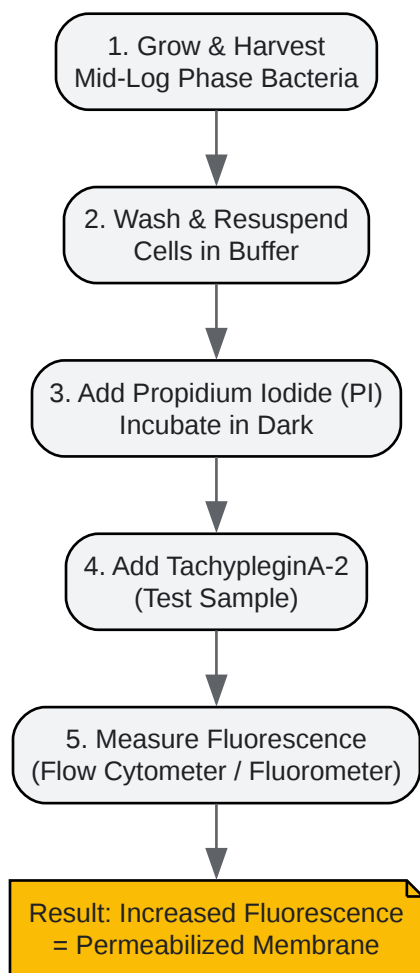 1. Grow & Harvest
Mid-Log Phase Bacteria
2. Wash & Resuspend
Cells in Buffer
3. Add Propidium Iodide (PI)
Incubate in Dark
4. Add TachypleginA-2
(Test Sample)
5. Measure Fluorescence
(Flow Cytometer / Fluorometer)
Result: Increased Fluorescence
= Permeabilized Membrane